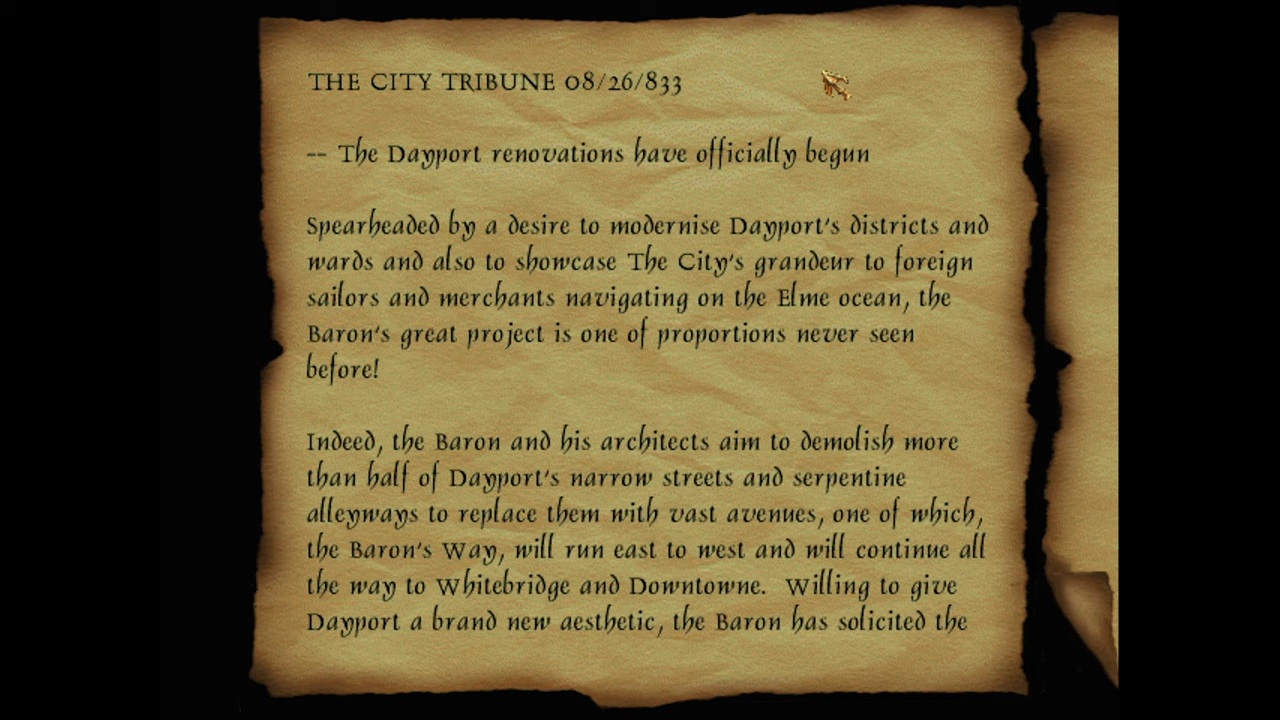 THE CITY TRIBUNE 08/26/833
-- The Dayport renovations have officially begun
Spearheaded by a desire to modernise Dayport's districts and
wards and also to showcase The City's grandeur to foreign
sailors and merchants navigating on the Elme ocean, the
Baron's great project is one of proportions never seen
before!
Indeed, the Baron and his architects aim to demolish more
than half of Dayport's narrow streets and serpentine
alleyways to replace them with vast avenues, one of which,
the Baron's Way, will run east to west and will continue all
the way to Whitebridge and Downtowne.  Willing to give
Dayport a brand new aesthetic, the Baron has solicited the